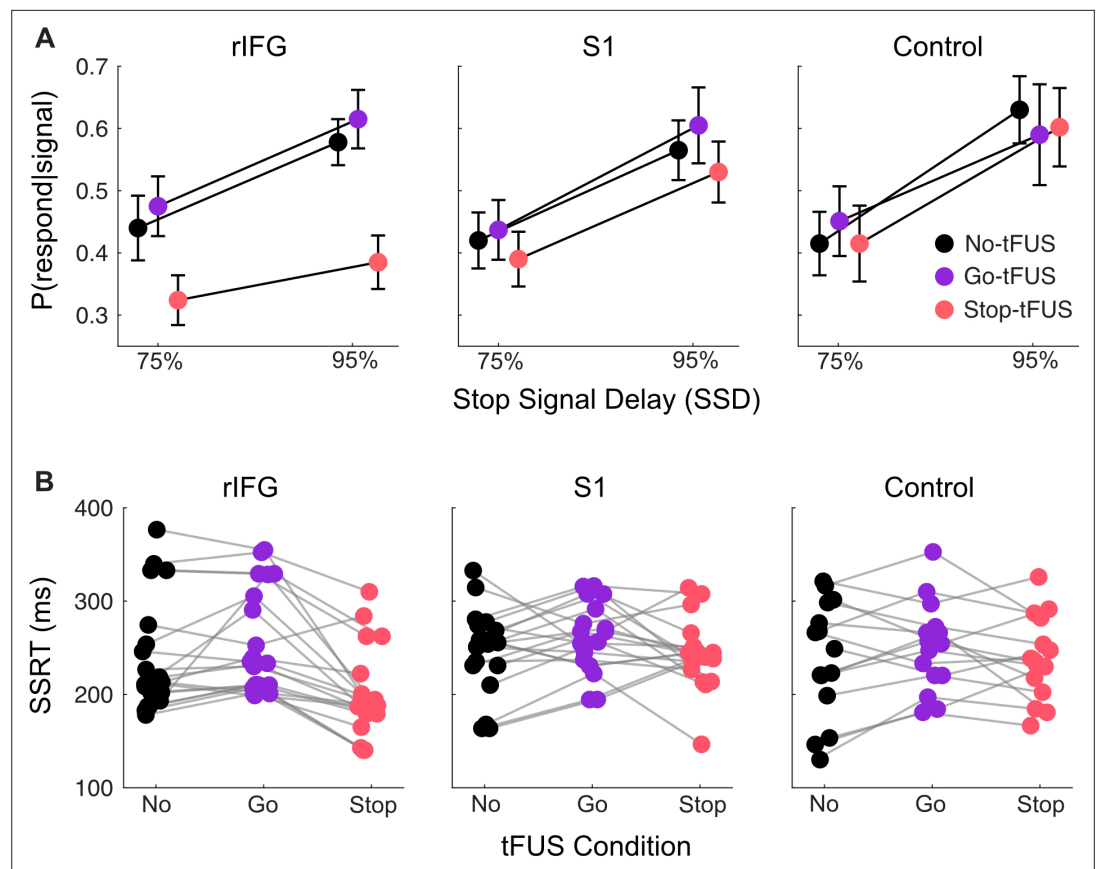 A
rIFG
S1
Control
P(respond|signal)
0.7
0.6
0.5
0.4
0.3
No-tFUS
Go-tFUS
Stop-tFUS
75%
95%
75%
95%
75%
95%
Stop Signal Delay (SSD)
B
rIFG
S1
Control
SSRT (ms)
400
300
200
100
No
Go
Stop
No
Go
Stop
No
Go
Stop
tFUS Condition